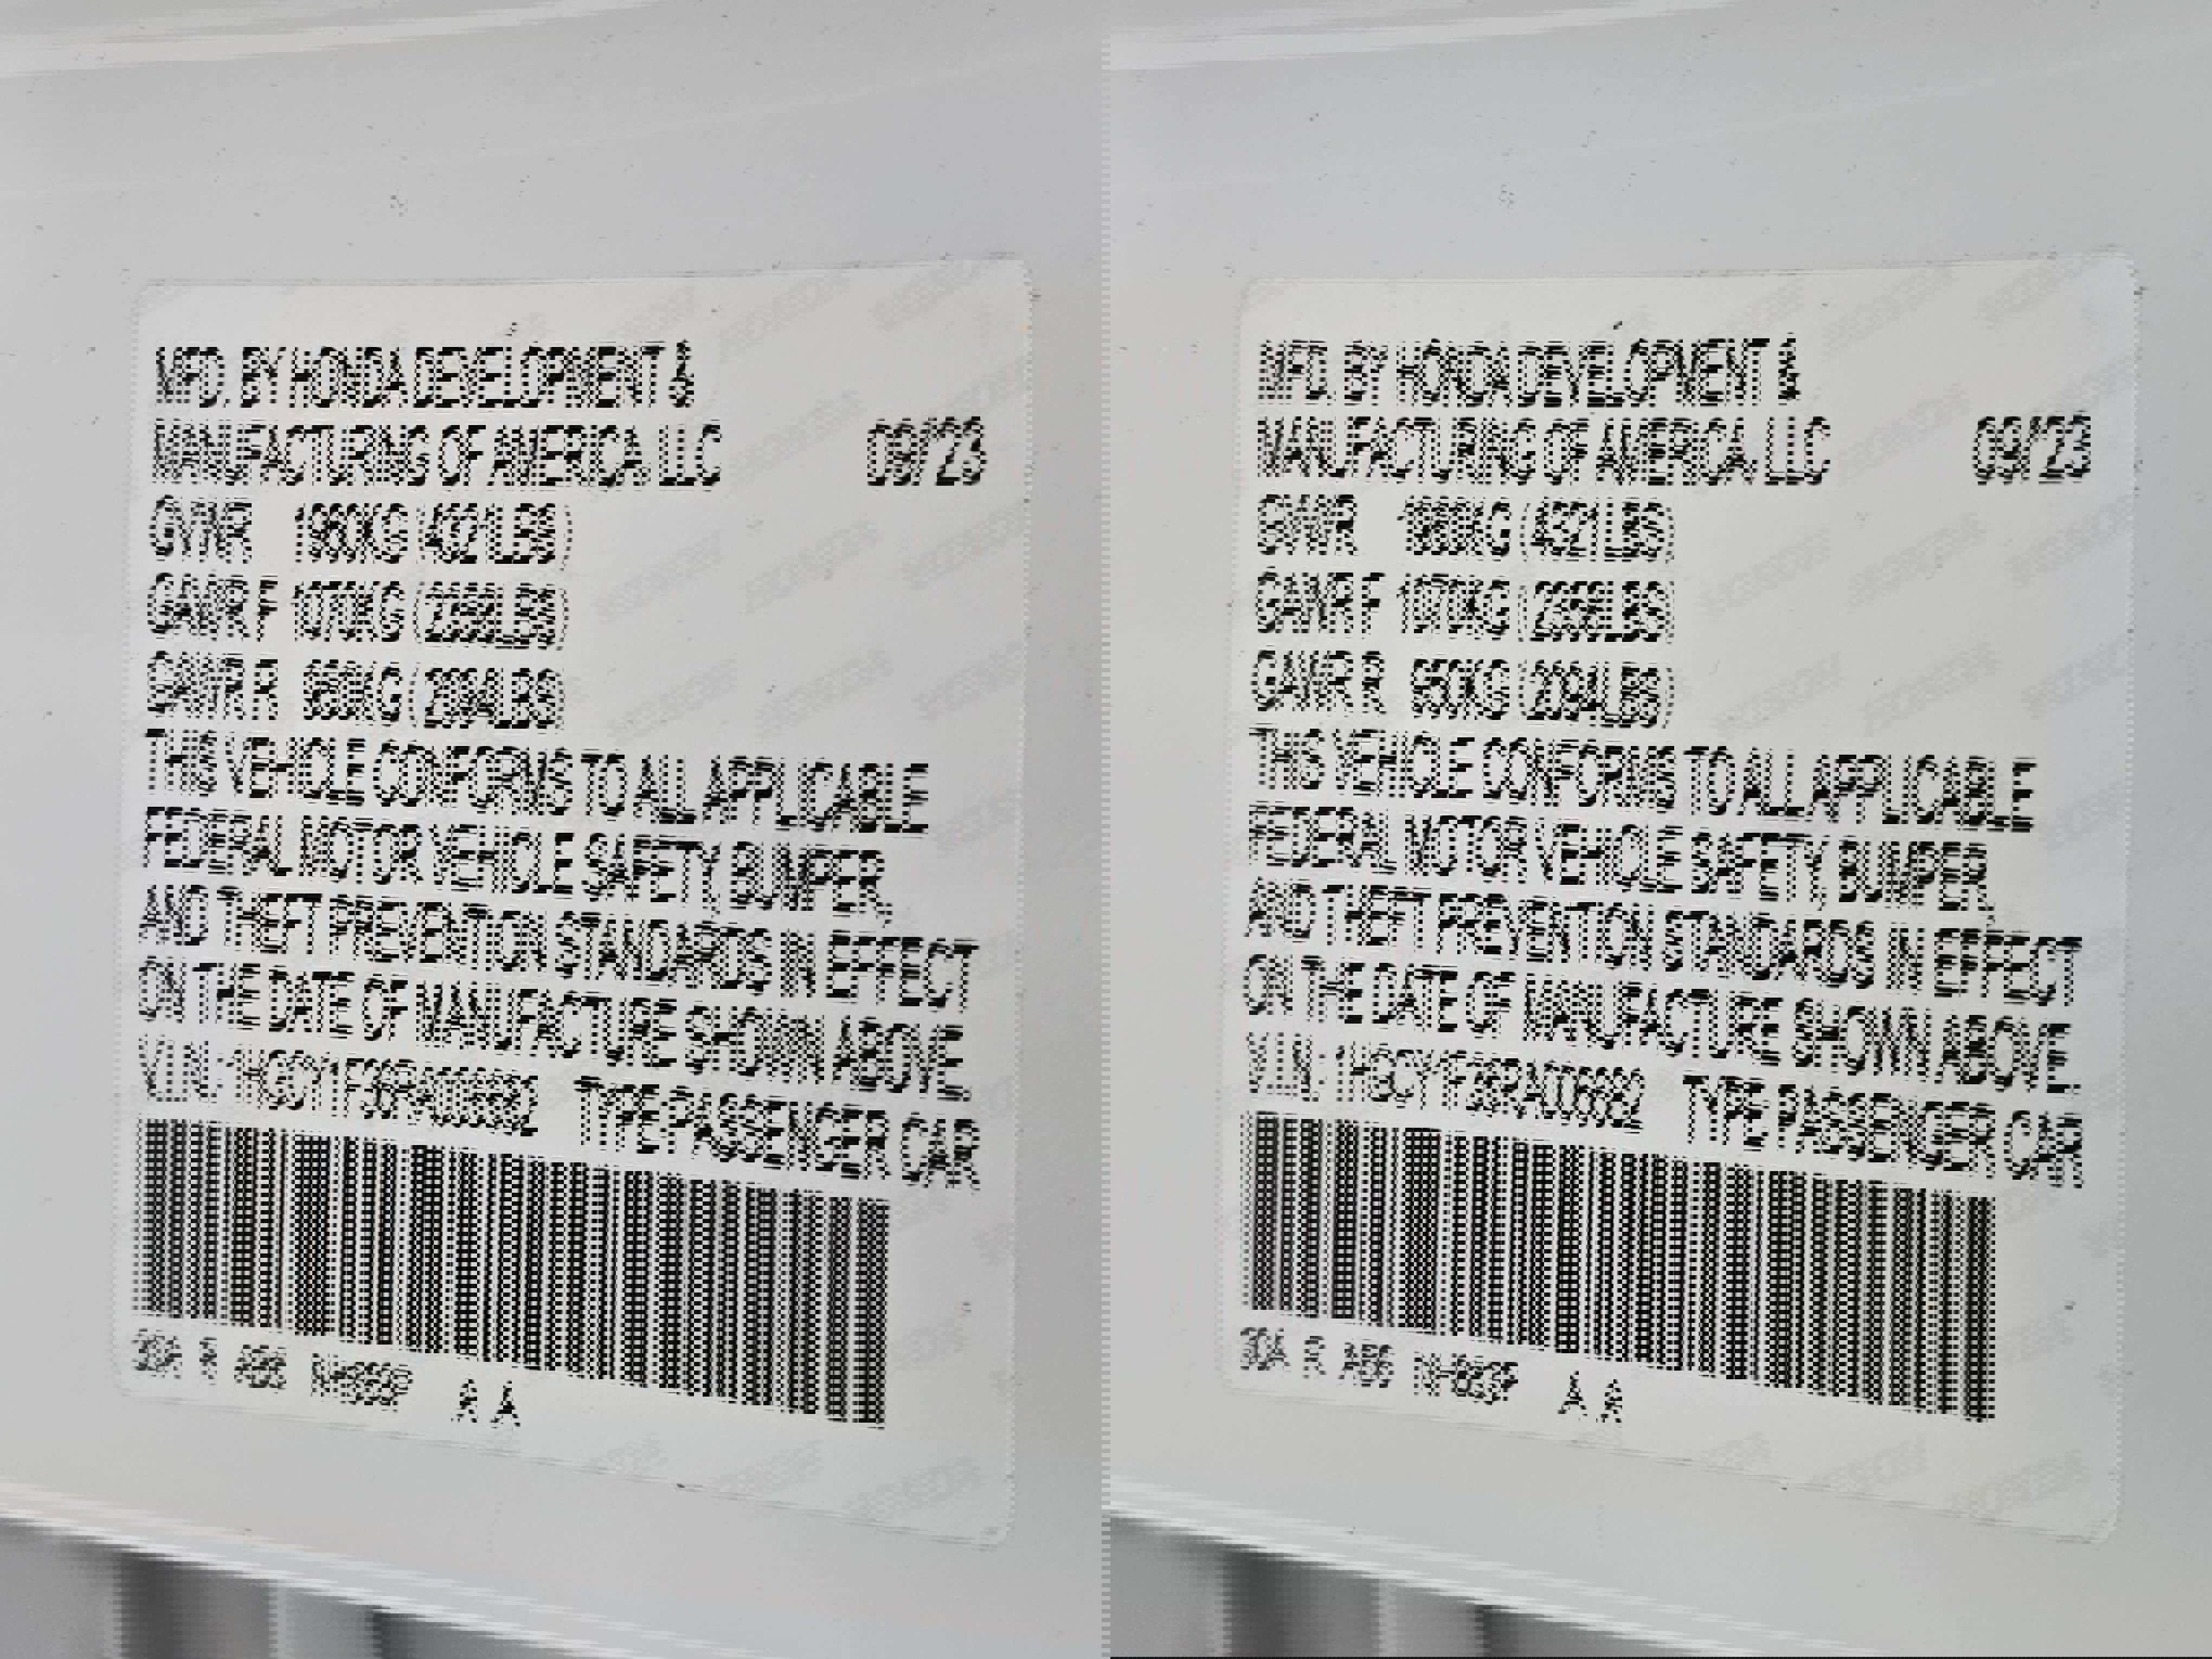 MFD. BY HONDA DEVELOPMENT &
MANUFACTURING OF AMERICA, LLC 09/23
GVWR 1960KG (4321LBS)
GAWR F 1070KG (2358LBS)
GAWR R 950KG (2094LBS)
THIS VEHICLE CONFORMS TO ALL APPLICABLE
FEDERAL MOTOR VEHICLE SAFETY, BUMPER,
AND THEFT PREVENTION STANDARDS IN EFFECT
ON THE DATE OF MANUFACTURE SHOWN ABOVE.
V.I.N.: TYPE:PASSENGER CAR
30A R A A
MFD. BY HONDA DEVELOPMENT &
MANUFACTURING OF AMERICA, LLC 09/23
GVWR 1960KG (4321LBS)
GAWR F 1070KG (2358LBS)
GAWR R 950KG (2094LBS)
THIS VEHICLE CONFORMS TO ALL APPLICABLE
FEDERAL MOTOR VEHICLE SAFETY, BUMPER,
AND THEFT PREVENTION STANDARDS IN EFFECT
ON THE DATE OF MANUFACTURE SHOWN ABOVE.
V.I.N.: TYPE:PASSENGER CAR
30A R A A